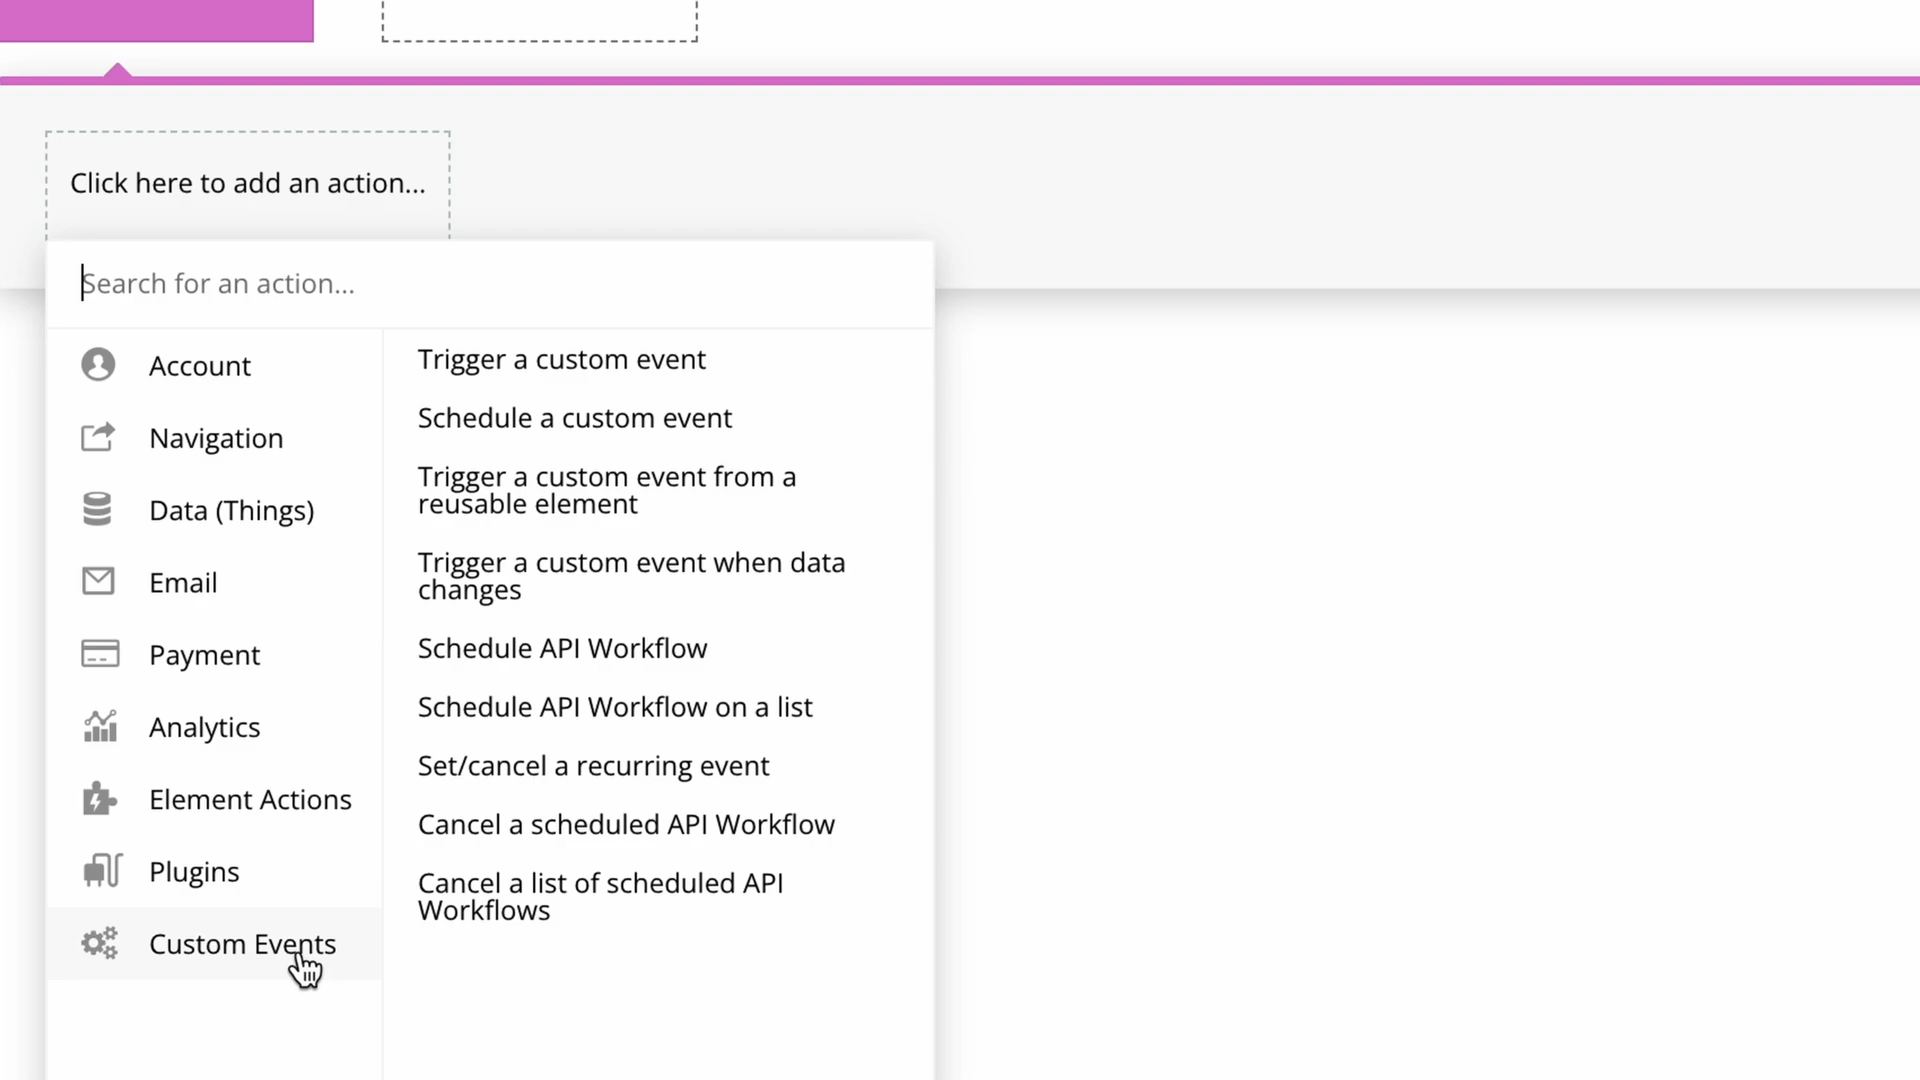 Click here to add an action...
Search for an action...
Account
Navigation
Data (Things)
Email
Payment
Analytics
Element Actions
Plugins
Custom Events
Trigger a custom event
Schedule a custom event
Trigger a custom event from a
reusable element
Trigger a custom event when data
changes
Schedule API Workflow
Schedule API Workflow on a list
Set/cancel a recurring event
Cancel a scheduled API Workflow
Cancel a list of scheduled API
Workflows